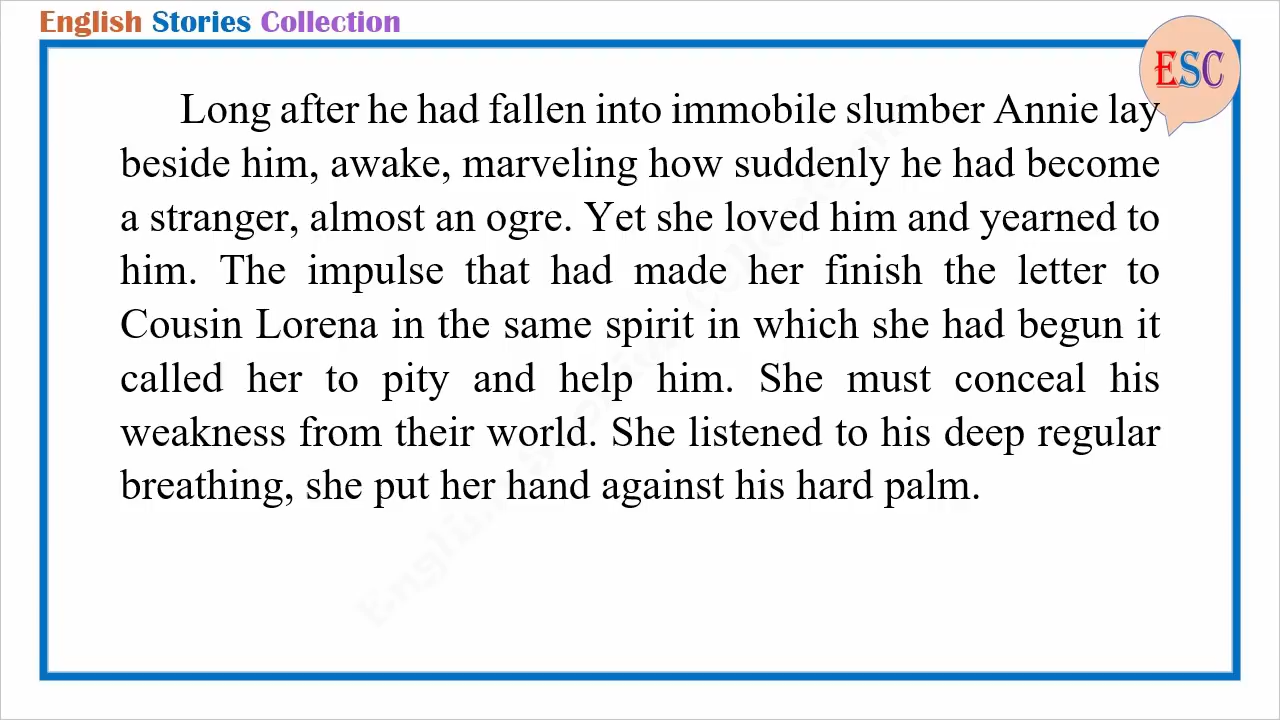 English Stories Collection
ESC
Long after he had fallen into immobile slumber Annie lay
beside him, awake, marveling how suddenly he had become
a stranger, almost an ogre. Yet she loved him and yearned to
him. The impulse that had made her finish the letter to
Cousin Lorena in the same spirit in which she had begun it
called her to pity and help him. She must conceal his
weakness from their world. She listened to his deep regular
breathing, she put her hand against his hard palm.